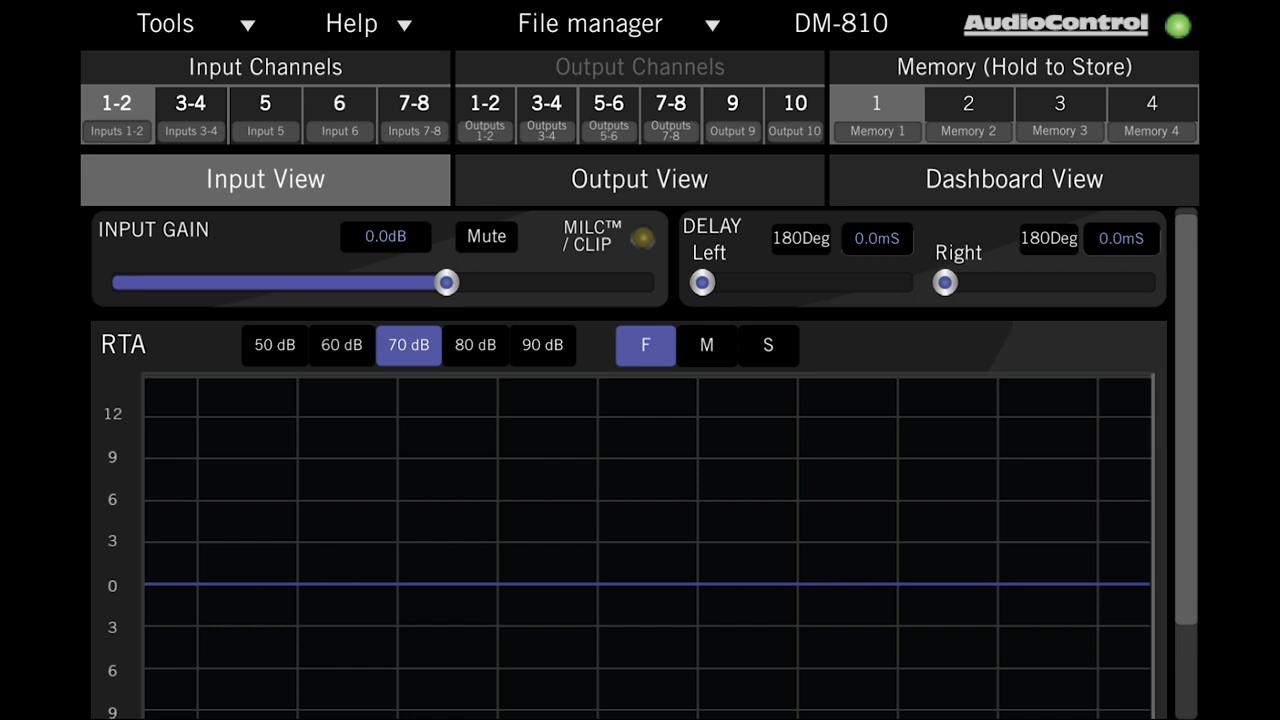 Tools Help File manager DM-810 AudioControl
Input Channels Output Channels Memory (Hold to Store)
1-2 3-4 5 6 7-8 1-2 3-4 5-6 7-8 9 10 1 2 3 4
Inputs 1-2 Inputs 3-4 Input 5 Input 6 Inputs 7-8 Outputs 1-2 Outputs 3-4 Outputs 5-6 Outputs 7-8 Output 9 Output 10 Memory 1 Memory 2 Memory 3 Memory 4
Input View Output View Dashboard View
INPUT GAIN 0.0dB Mute MILC™ / CLIP
DELAY
Left 180Deg 0.0mS Right 180Deg 0.0mS
RTA 50 dB 60 dB 70 dB 80 dB 90 dB F M S
12
9
6
3
0
3
6
9